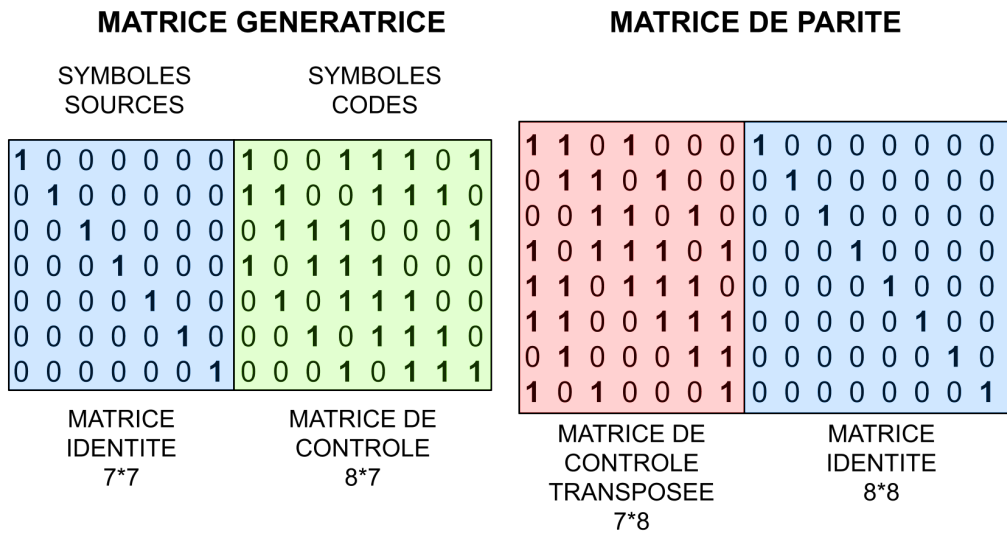 MATRICE GENERATRICE
SYMBOLES
SOURCES
SYMBOLES
CODES
1 0 0 0 0 0 0 1 0 0 1 1 1 0 1
0 1 0 0 0 0 0 1 1 0 0 1 1 1 0
0 0 1 0 0 0 0 0 1 1 1 0 0 0 1
0 0 0 1 0 0 0 1 0 1 1 1 0 0 0
0 0 0 0 1 0 0 0 1 0 1 1 1 0 0
0 0 0 0 0 1 0 0 0 1 0 1 1 1 0
0 0 0 0 0 0 1 0 0 0 1 0 1 1 1
MATRICE
IDENTITE
7*7
MATRICE DE
CONTROLE
8*7
MATRICE DE PARITE
1 1 0 1 0 0 0 1 0 0 0 0 0 0 0
0 1 1 0 1 0 0 0 1 0 0 0 0 0 0
0 0 1 1 0 1 0 0 0 1 0 0 0 0 0
1 0 1 1 1 0 1 0 0 0 1 0 0 0 0
1 1 0 1 1 1 0 0 0 0 0 1 0 0 0
1 1 0 0 1 1 1 0 0 0 0 0 1 0 0
0 1 0 0 0 1 1 0 0 0 0 0 0 1 0
1 0 1 0 0 0 1 0 0 0 0 0 0 0 1
MATRICE DE
CONTROLE
TRANSPOSEE
7*8
MATRICE
IDENTITE
8*8